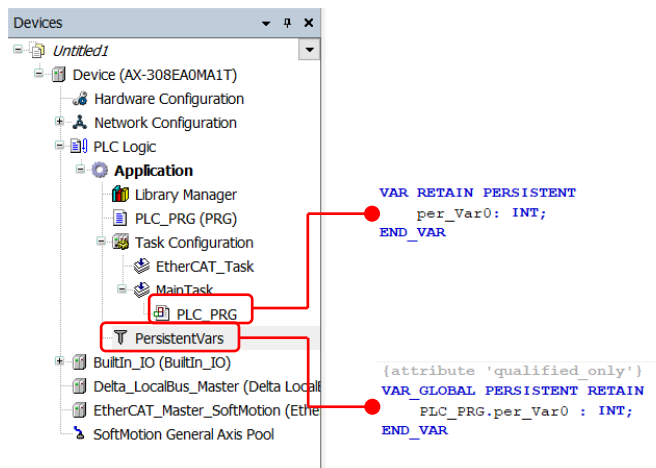 Devices
Untitled1
Device (AX-308EA0MA1T)
Hardware Configuration
Network Configuration
PLC Logic
Application
Library Manager
PLC_PRG (PRG)
Task Configuration
EtherCAT_Task
MainTask
PLC_PRG
PersistentVars
BuiltIn_IO (BuiltIn_IO)
Delta_LocalBus_Master (Delta Local
EtherCAT_Master_SoftMotion (Ethe
SoftMotion General Axis Pool
VAR RETAIN PERSISTENT
per_Var0: INT;
END_VAR
{attribute 'qualified_only'}
VAR_GLOBAL PERSISTENT RETAIN
PLC_PRG.per_Var0 : INT;
END_VAR